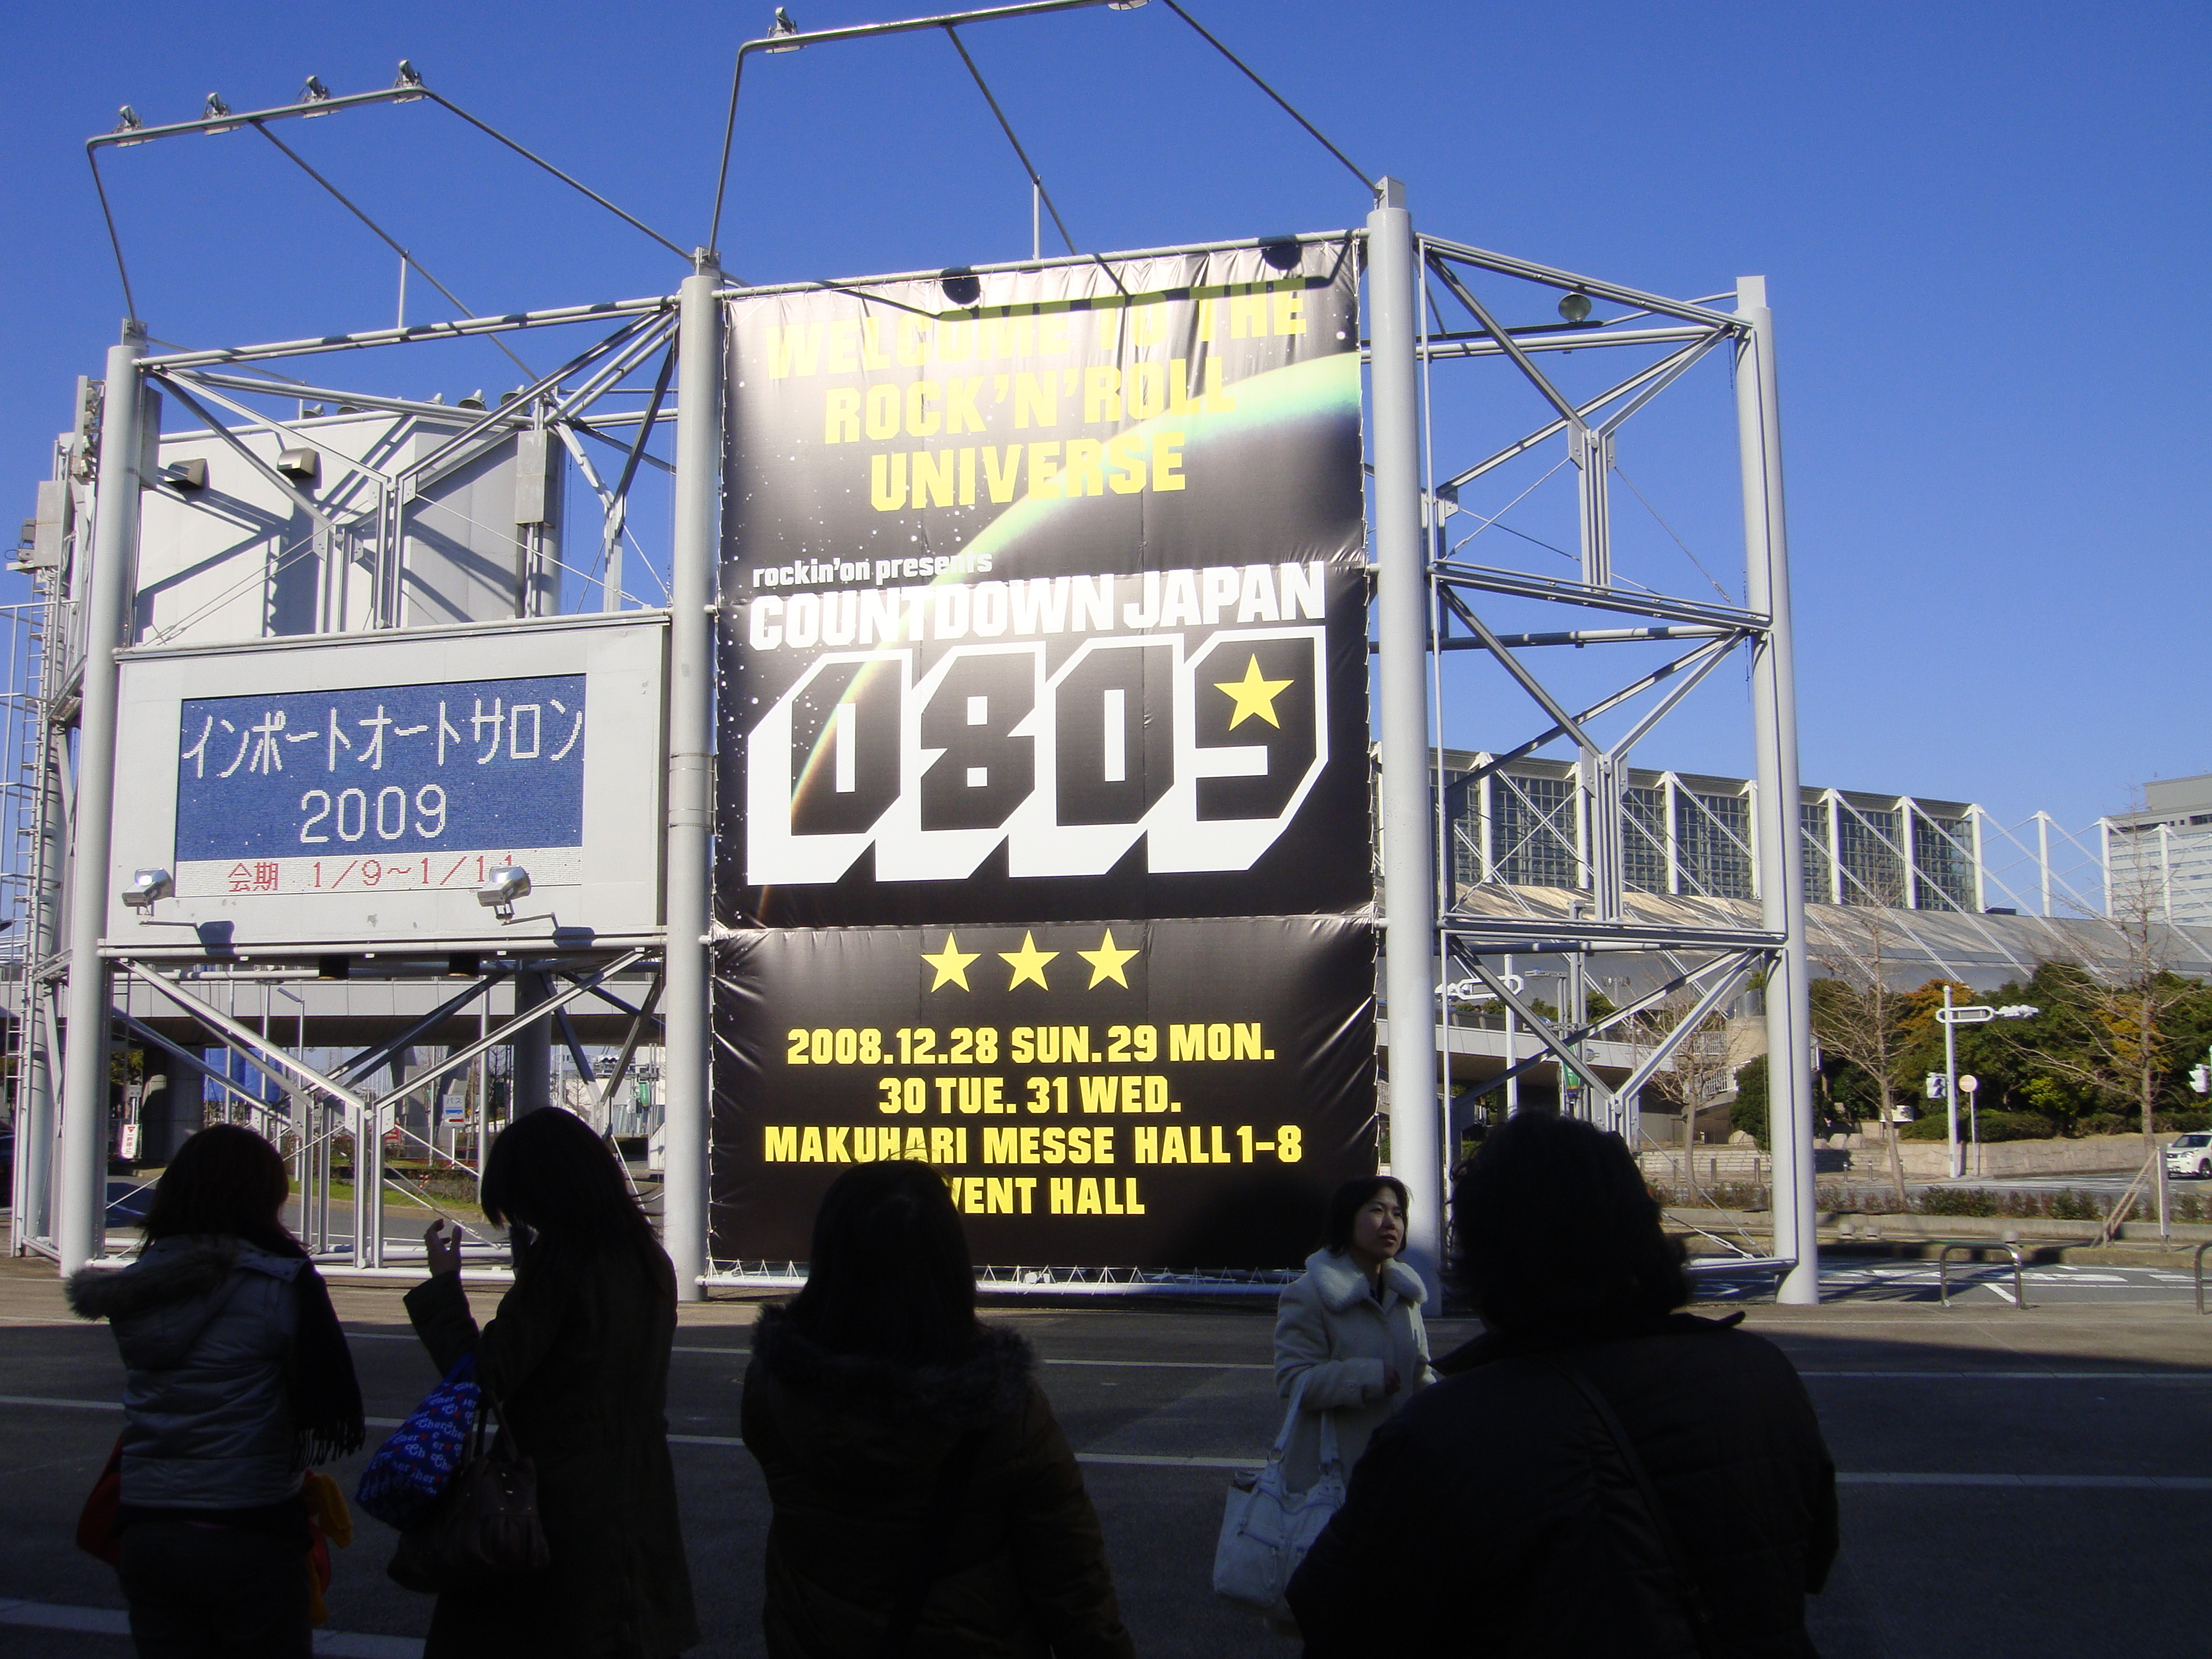 インポートオートサロン
2009
会期 1/9～1/11
WELCOME TO THE
ROCK'N'ROLL
UNIVERSE
rockin'on presents
COUNTDOWN JAPAN
0809
2008.12.28 SUN. 29 MON.
30 TUE. 31 WED.
MAKUHARI MESSE HALL 1-8
EVENT HALL